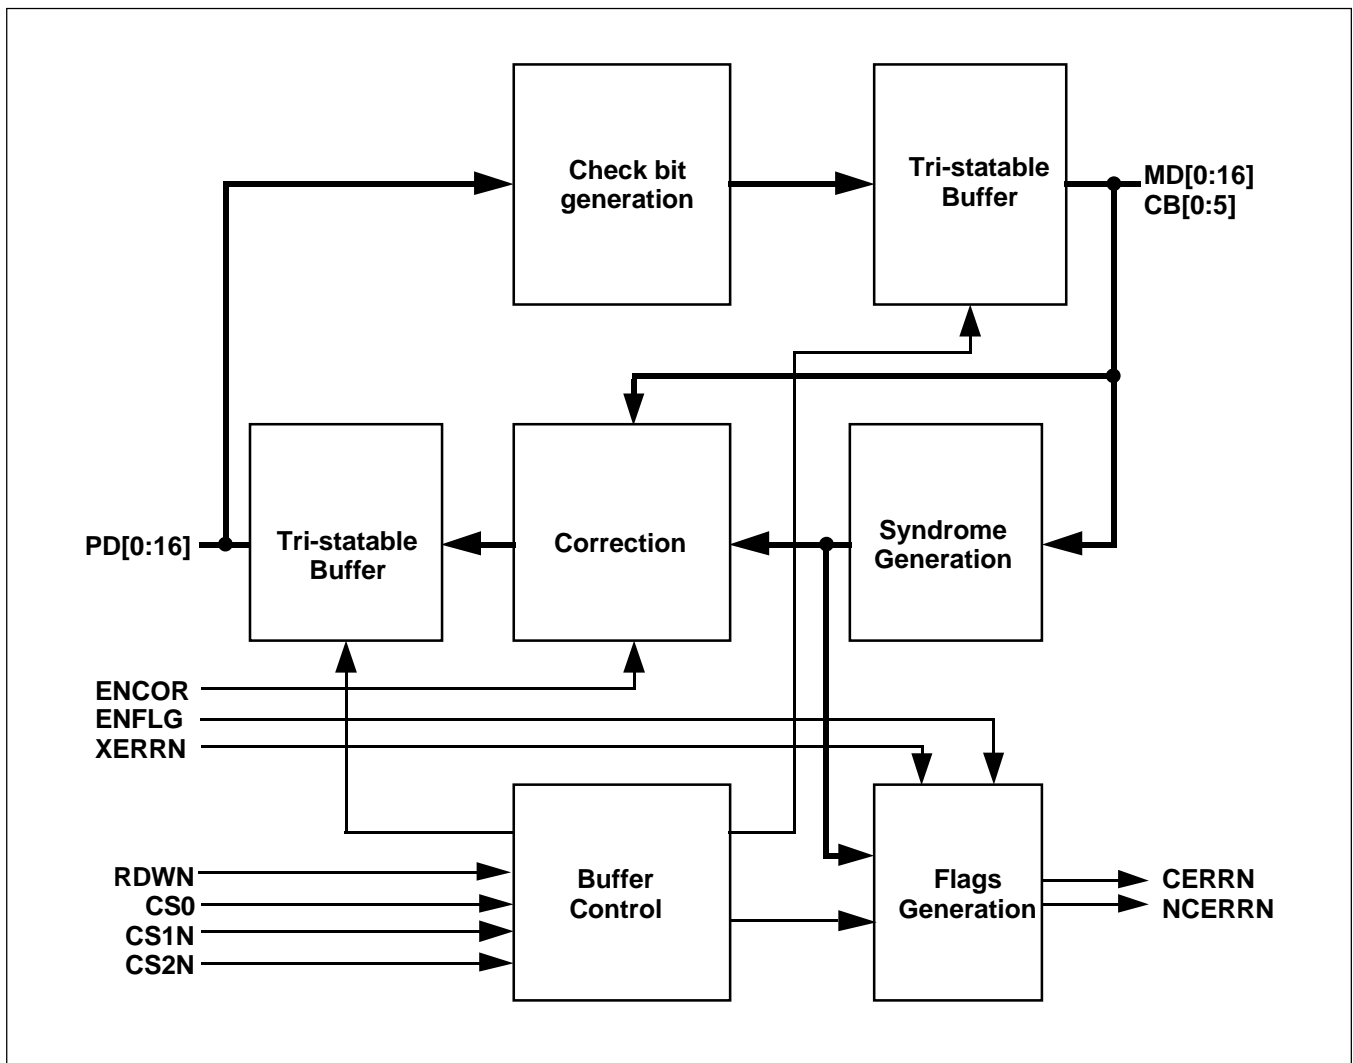 Check bit
generation
Tri-statable
Buffer
MD[0:16]
CB[0:5]
PD[0:16]
Tri-statable
Buffer
Correction
Syndrome
Generation
ENCOR
ENFLG
XERRN
RDWN
CS0
CS1N
CS2N
Buffer
Control
Flags
Generation
CERRN
NCERRN